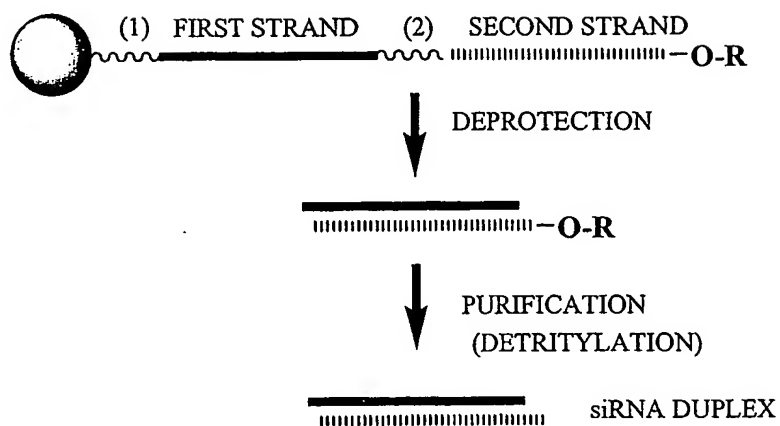 (1) FIRST STRAND (2) SECOND STRAND
O-R
DEPROTECTION
O-R
PURIFICATION
(DETRITYLATION)
siRNA DUPLEX